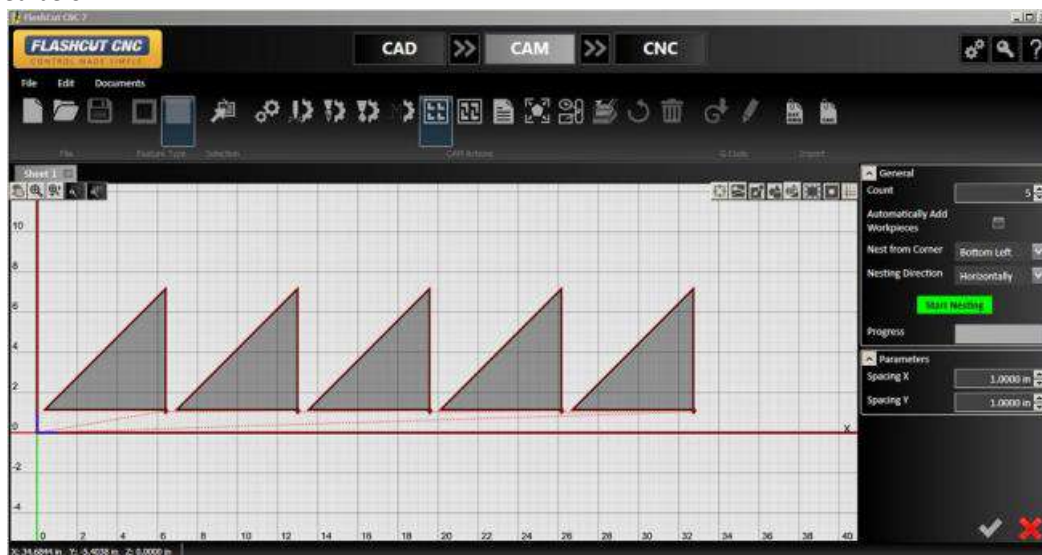 FlashCut CNC 7
FLASHCUT CNC
CONTROL MADE SIMPLE
CAD
CAM
CNC
File Edit Documents
File
Feature Type
Selection
CAM Actions
G-Code
Import
Sheet 1
General
Count 5
Automatically Add
Workpieces
Nest from Corner Bottom Left
Nesting Direction Horizontally
Start Nesting
Progress
Parameters
Spacing X 1.0000 in
Spacing Y 1.0000 in
10
8
6
4
2
0
-2
-4
X
0 2 4 6 8 10 12 14 16 18 20 22 24 26 28 30 32 34 36 38 40
X: 34.6844 in Y: -5.4038 in Z: 0.0000 in